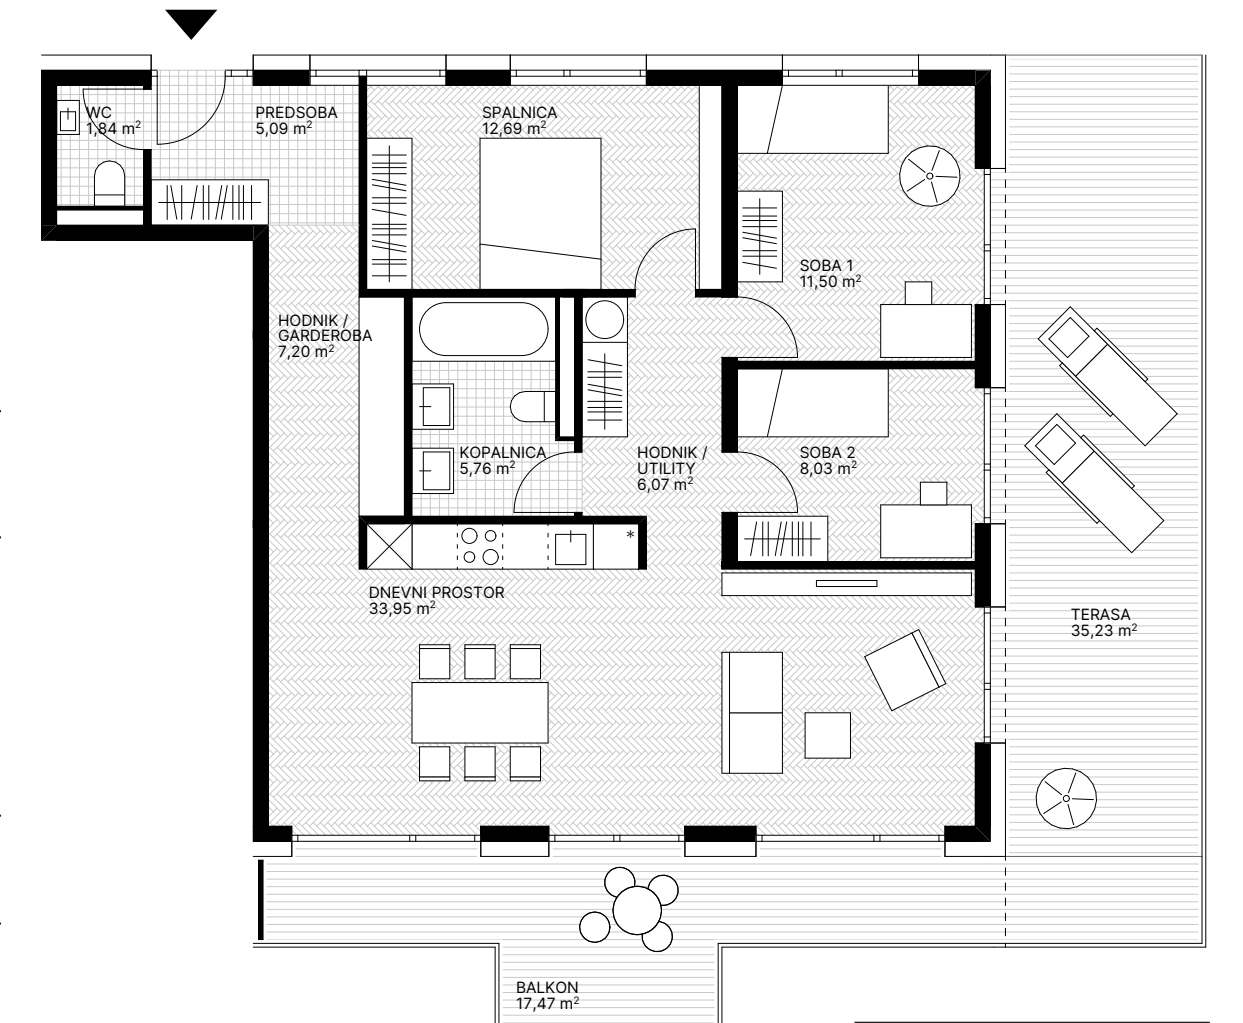 WC
1,84 m²
PREDSOBA
5,09 m²
SPALNICA
12,69 m²
SOBA 1
11,50 m²
HODNIK /
GARDEROBA
7,20 m²
KOPALNICA
5,76 m²
HODNIK /
UTILITY
6,07 m²
SOBA 2
8,03 m²
*
DNEVNI PROSTOR
33,95 m²
TERASA
35,23 m²
BALKON
17,47 m²